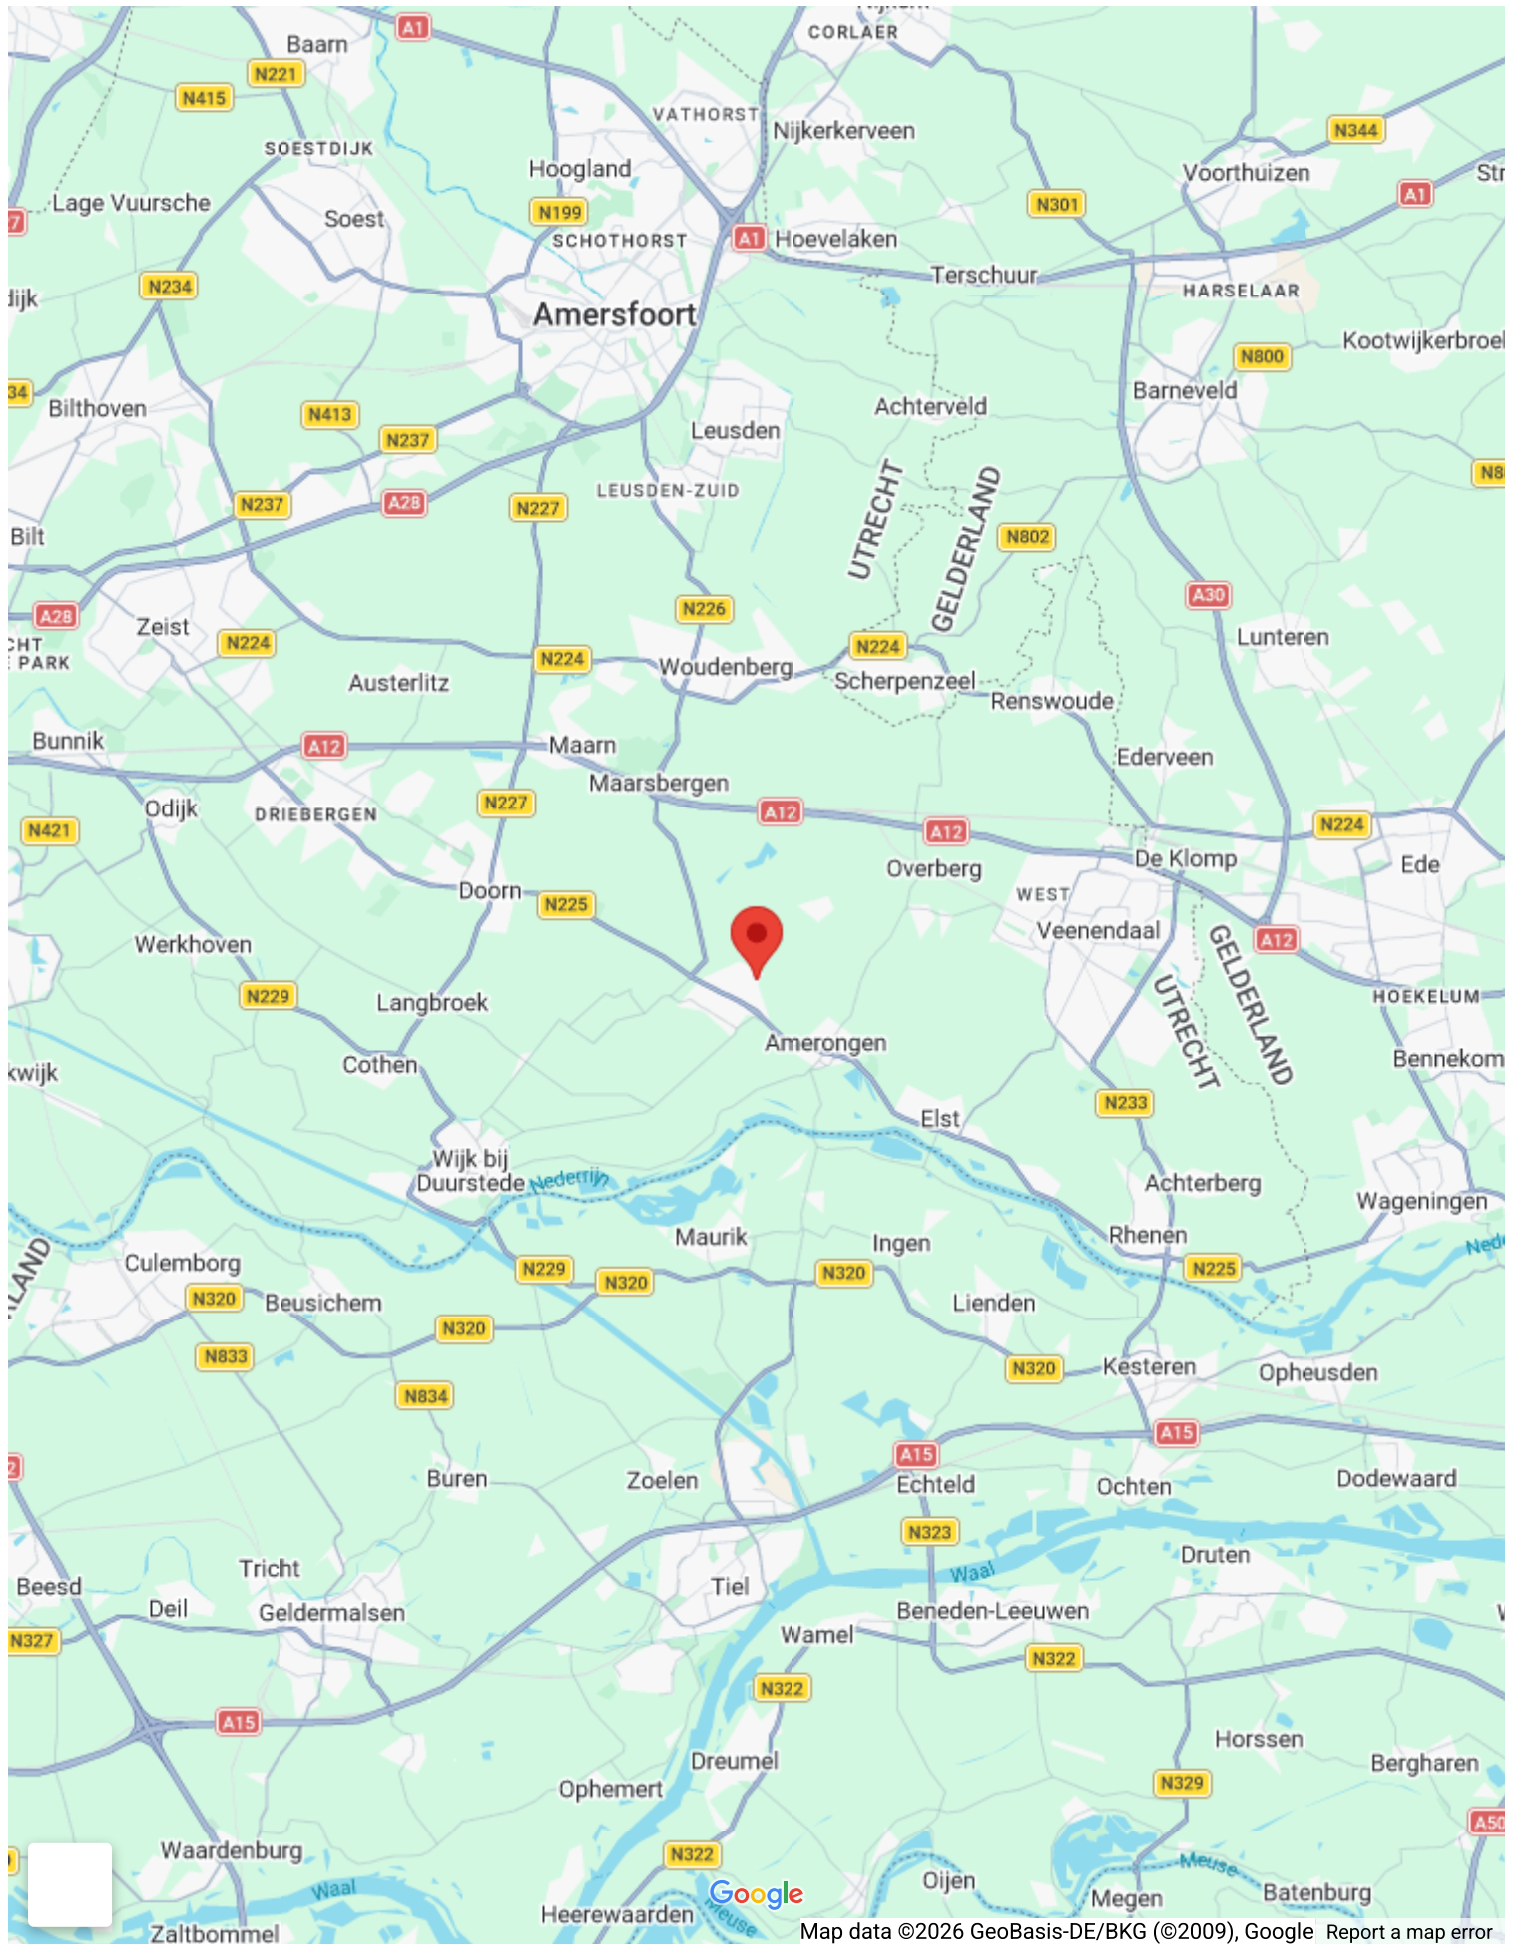 A1
Baarn
CORLAER
N221
N415
VATHORST
Nijkerkerveen
N344
SOESTDIJK
Hoogland
Voorthuizen
Lage Vuursche
Soest
N199
N301
A1
SCHOTHORST
A1
Hoevelaken
Terschuur
N234
HARSELAAR
Amersfoort
Kootwijkerbroe
N800
Bilthoven
N413
Achterveld
Barneveld
N237
Leusden
N237
A28
LEUSDEN-ZUID
N227
UTRECHT
GELDERLAND
Bilt
N802
A28
N226
A30
Zeist
N224
N224
Woudenberg
N224
Lunteren
PARK
Austerlitz
Scherpenzeel
Renswoude
Bunnik
A12
Maarn
Ederveen
Maarsbergen
Odijk
DRIEBERGEN
N227
A12
A12
N224
N421
Overberg
De Klomp
Ede
Doorn
N225
WEST
Werkhoven
Veenendaal
A12
GELDERLAND
N229
Langbroek
HOEKELUM
UTRECHT
Amerongen
Cothen
Bennekom
kwijk
N233
Elst
Wijk bij
Duurstede
Nederrijn
Achterberg
Wageningen
Maurik
Ingen
Rhenen
Culemborg
N229
N320
N320
N225
N320
Beusichem
Lienden
N320
N833
N320
Kesteren
Opheusden
N834
A15
A15
Buren
Zoelen
Echteld
Ochten
Dodewaard
N323
Tricht
Waal
Druten
Beesd
Tiel
Deil
Geldermalsen
Beneden-Leeuwen
N327
Wamel
N322
N322
A15
Horssen
Dreumel
Bergharen
Ophemert
N329
A50
Waardenburg
N322
Meuse
Waal
Oijen
Google
Megen
Batenburg
Heerewaarden
Meuse
Zaltbommel
Map data ©2026 GeoBasis-DE/BKG (©2009), Google
Report a map error